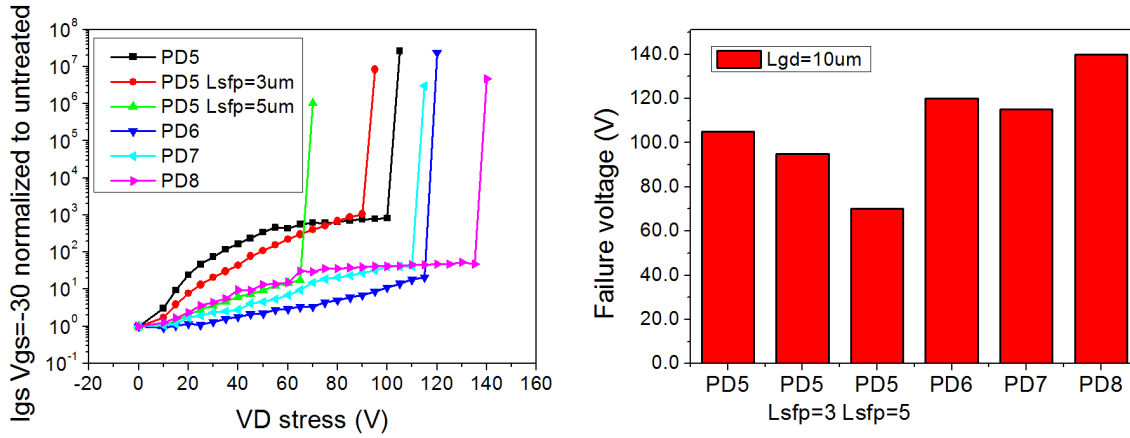 Igs Vgs=-30 normalized to untreated
10^8
10^7
10^6
10^5
10^4
10^3
10^2
10^1
10^0
10^-1
PD5
PD5 Lsfp=3um
PD5 Lsfp=5um
PD6
PD7
PD8
-20 0 20 40 60 80 100 120 140 160
VD stress (V)
Failure voltage (V)
140.0
120.0
100.0
80.0
60.0
40.0
20.0
0.0
Lgd=10um
PD5 PD5 PD5 PD6 PD7 PD8
Lsfp=3 Lsfp=5